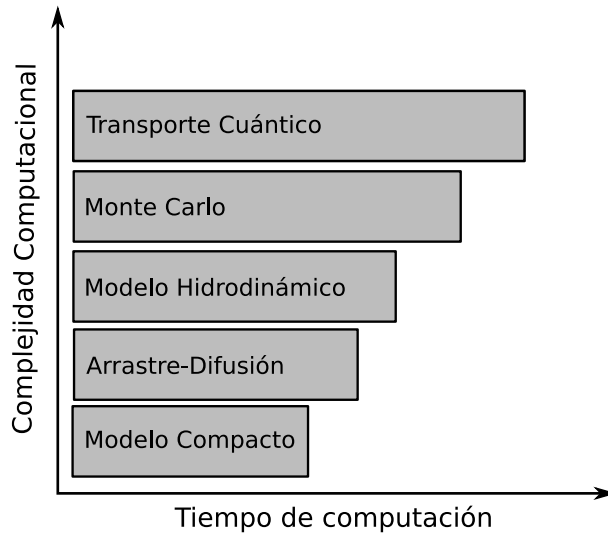 Complejidad Computacional
Transporte Cuántico
Monte Carlo
Modelo Hidrodinámico
Arrastre-Difusión
Modelo Compacto
Tiempo de computación